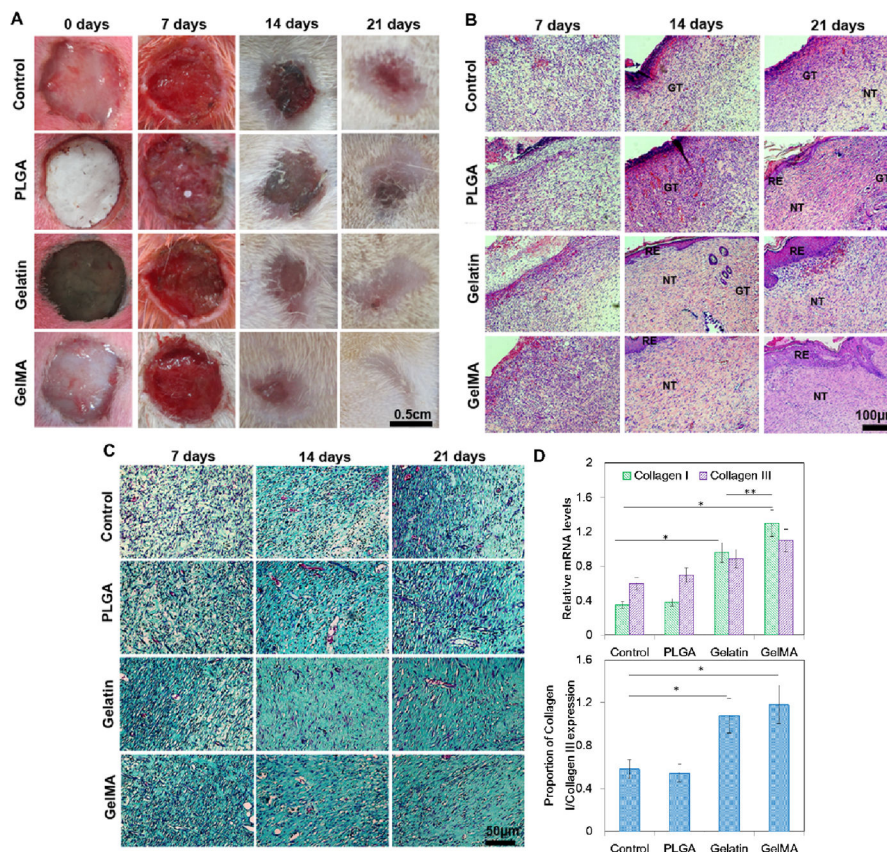 A
0 days 7 days 14 days 21 days
Control
PLGA
Gelatin
GelMA
0.5cm
B
7 days 14 days 21 days
Control
GT
GT
NT
PLGA
GT
RE
NT
GT
Gelatin
RE
NT
GT
RE
NT
GelMA
RE
NT
RE
NT
100μm
C
7 days 14 days 21 days
Control
PLGA
Gelatin
GelMA
50μm
D
Relative mRNA levels
2
1.6
1.2
0.8
0.4
0
Collagen I Collagen III
**
*
*
Control PLGA Gelatin GelMA
Proportion of Collagen
I/Collagen III expression
1.6
1.2
0.8
0.4
0
*
*
Control PLGA Gelatin GelMA